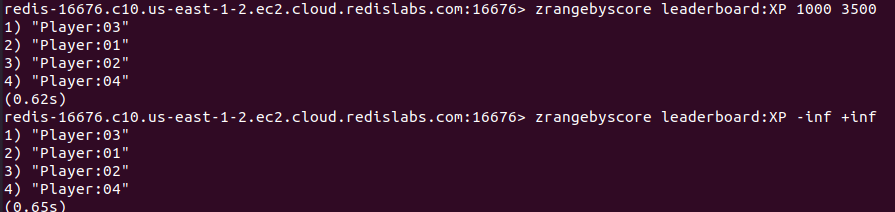 redis-16676.c10.us-east-1-2.ec2.cloud.redislabs.com:16676> zrangebyscore leaderboard:XP 1000 3500
1) "Player:03"
2) "Player:01"
3) "Player:02"
4) "Player:04"
(0.62s)
redis-16676.c10.us-east-1-2.ec2.cloud.redislabs.com:16676> zrangebyscore leaderboard:XP -inf +inf
1) "Player:03"
2) "Player:01"
3) "Player:02"
4) "Player:04"
(0.65s)